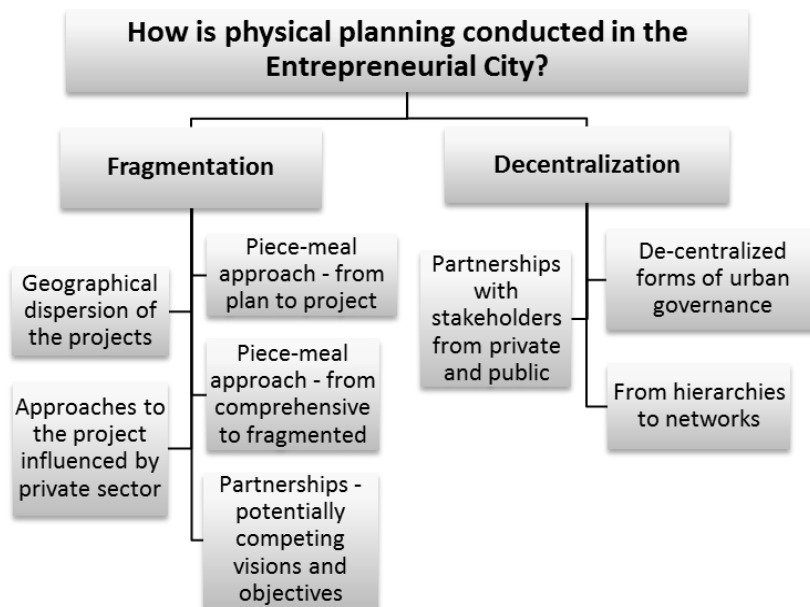 How is physical planning conducted in the
Entrepreneurial City?
Fragmentation
Piece-meal
approach - from
plan to project
Geographical
dispersion of
the projects
Piece-meal
approach - from
comprehensive
to fragmented
Approaches to
the project
influenced by
private sector
Partnerships -
potentially
competing
visions and
objectives
Decentralization
Partnerships
with
stakeholders
from private
and public
De-centralized
forms of urban
governance
From hierarchies
to networks